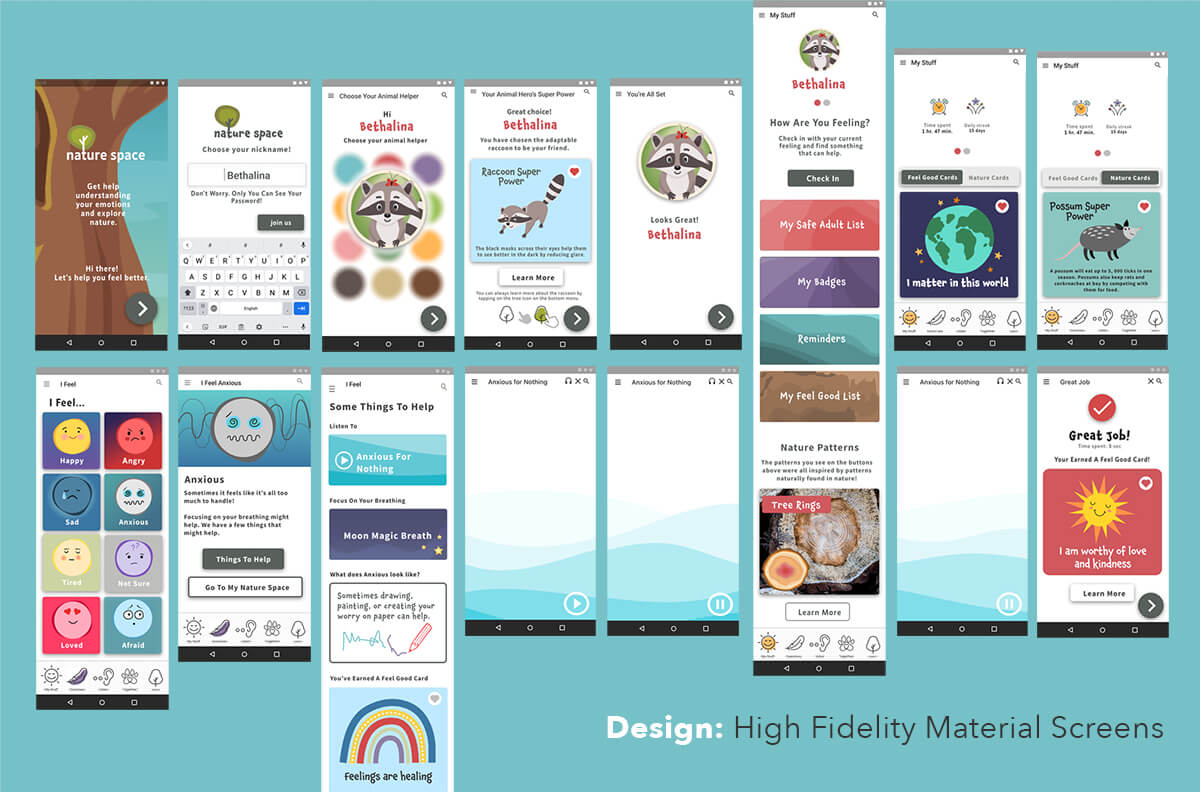 nature space
Get help
understanding
your emotions
and explore
nature.
Hi there!
Let's help you feel better.
nature space
Choose your nickname!
Bethalina
Don't Worry. Only You Can See Your
Password!
join us
# # #
Q W E R T Y U I O P
A S D F G H J K L
Z X C V B N M
?123 English
GIF
Choose Your Animal Helper
Hi
Bethalina
Choose your animal helper
Your Animal Hero's Super Power
Great choice!
Bethalina
You have chosen the adaptable
raccoon to be your friend.
Raccoon Super
Power
The black masks across their eyes help them
to see better in the dark by reducing glare.
Learn More
You can always learn more about the raccoon by
tapping on the tree icon on the bottom menu.
You're All Set
Looks Great!
Bethalina
My Stuff
Bethalina
How Are You Feeling?
Check in with your current
feeling and find something
that can help.
Check In
My Safe Adult List
My Badges
Reminders
My Feel Good List
Nature Patterns
The patterns you see on the buttons
above were all inspired by patterns
naturally found in nature!
Tree Rings
Learn More
My Stuff
Together!
My Stuff
Time spent
1 hr. 47 min.
Daily streak
15 days
Feel Good Cards
Nature Cards
I matter in this world
My Stuff
Time spent
1 hr. 47 min.
Daily streak
15 days
Feel Good Cards
Nature Cards
Possum Super
Power
A possum will eat up to 5, 000 ticks in one
season. Possums also keep rats and
cockroaches at bay by competing with
them for food.
I Feel
I Feel...
Happy
Angry
Sad
Anxious
Tired
Not Sure
Loved
Afraid
My Stuff
Together!
I Feel Anxious
Anxious
Sometimes it feels like it's all too
much to handle!
Focusing on your breathing might
help. We have a few things that
might help.
Things To Help
Go To My Nature Space
I Feel
Some Things To Help
Listen To
Anxious For
Nothing
Focus On Your Breathing
Moon Magic Breath
What does Anxious look like?
Sometimes drawing,
painting, or creating your
worry on paper can help.
You've Earned A Feel Good Card
Feelings are healing
Anxious for Nothing
Anxious for Nothing
Anxious for Nothing
Great Job
Great Job!
Time spent: 8 sec
Your Earned A Feel Good Card!
I am worthy of love
and kindness
Learn More
Design: High Fidelity Material Screens